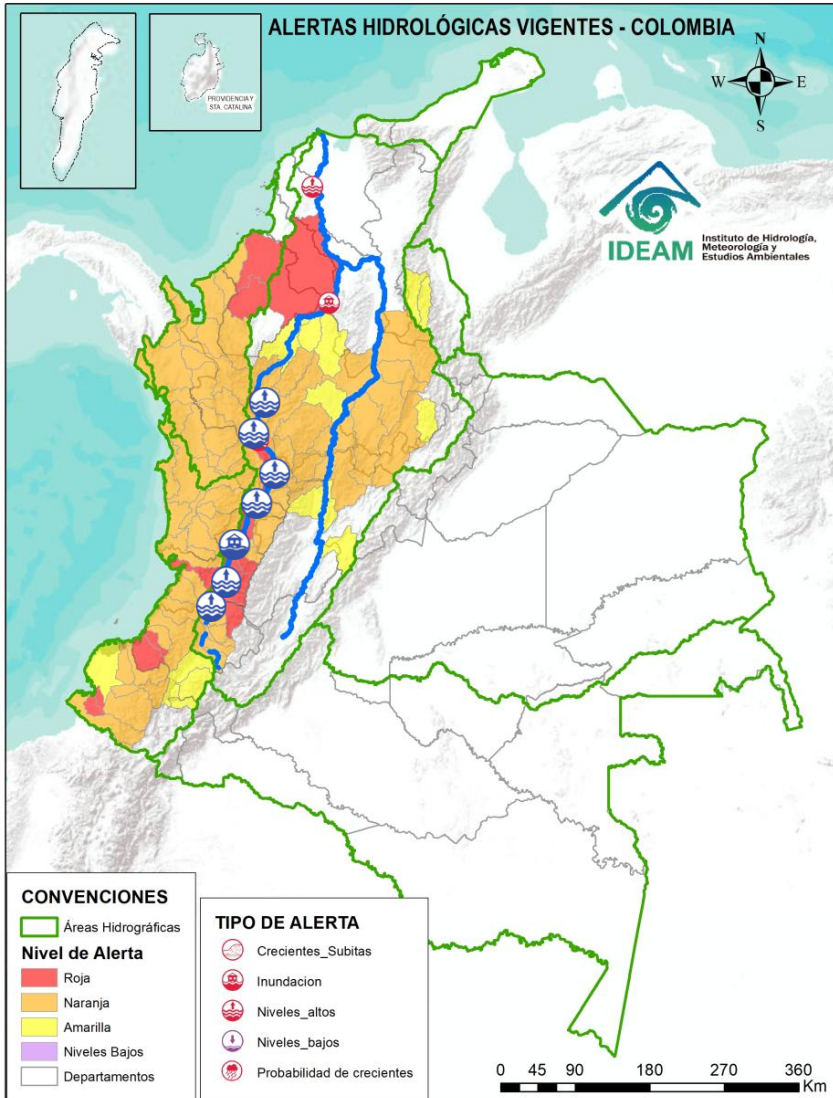 ALERTAS HIDROLÓGICAS VIGENTES - COLOMBIA
PROVIDENCIA Y
STA. CATALINA
N
W
E
S
IDEAM
Instituto de Hidrología,
Meteorología y
Estudios Ambientales
CONVENCIONES
Áreas Hidrográficas
Nivel de Alerta
Roja
Naranja
Amarilla
Niveles Bajos
Departamentos
TIPO DE ALERTA
Crecientes_Subitas
Inundacion
Niveles_altos
Niveles_bajos
Probabilidad de crecientes
0 45 90 180 270 360
Km